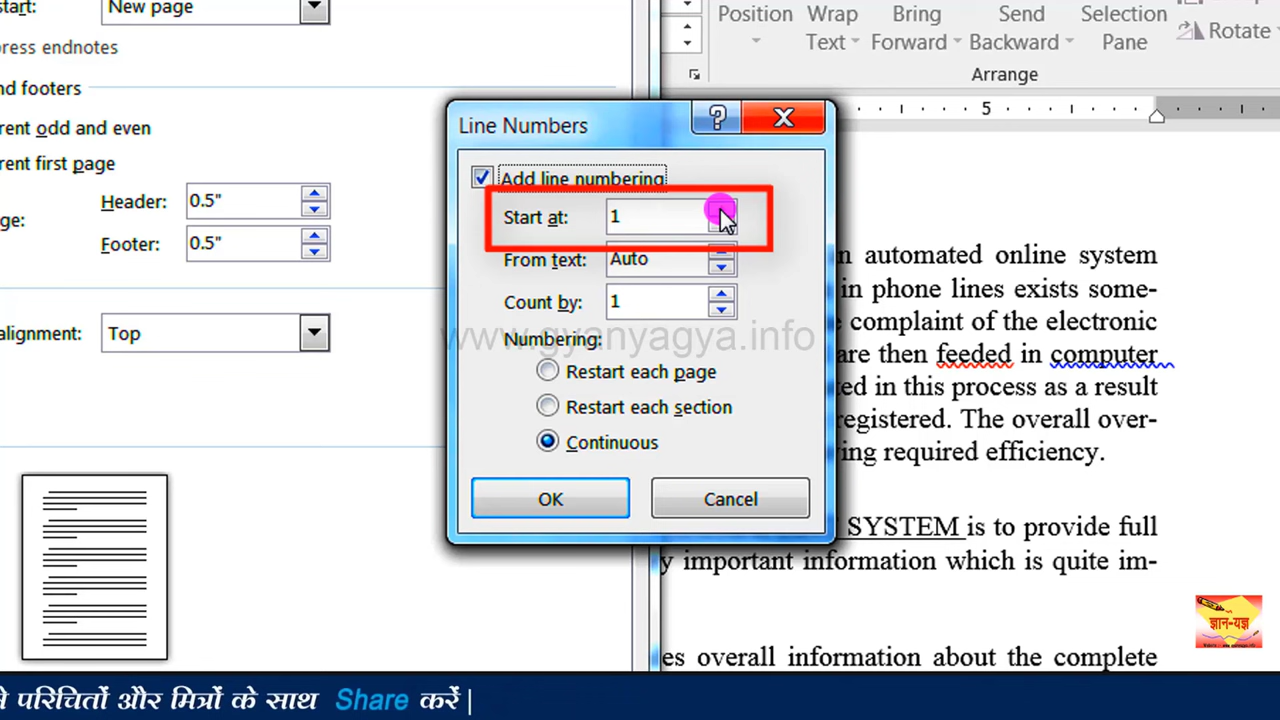 start: New page
press endnotes
nd footers
rent odd and even
rent first page
Header: 0.5"
ge:
Footer: 0.5"
alignment: Top
Position Wrap Text Bring Forward Send Backward Selection Pane Rotate
Arrange
5
Line Numbers
Add line numbering
Start at: 1
From text: Auto
Count by: 1
Numbering:
Restart each page
Restart each section
Continuous
OK Cancel
www.gyanyagya.info
n automated online system
in phone lines exists some-
complaint of the electronic
are then feeded in computer
ted in this process as a result
registered. The overall over-
ing required efficiency.
SYSTEM is to provide full
y important information which is quite im-
es overall information about the complete
ज्ञान-यज्ञ
परिचितों और मित्रों के साथ Share करें |